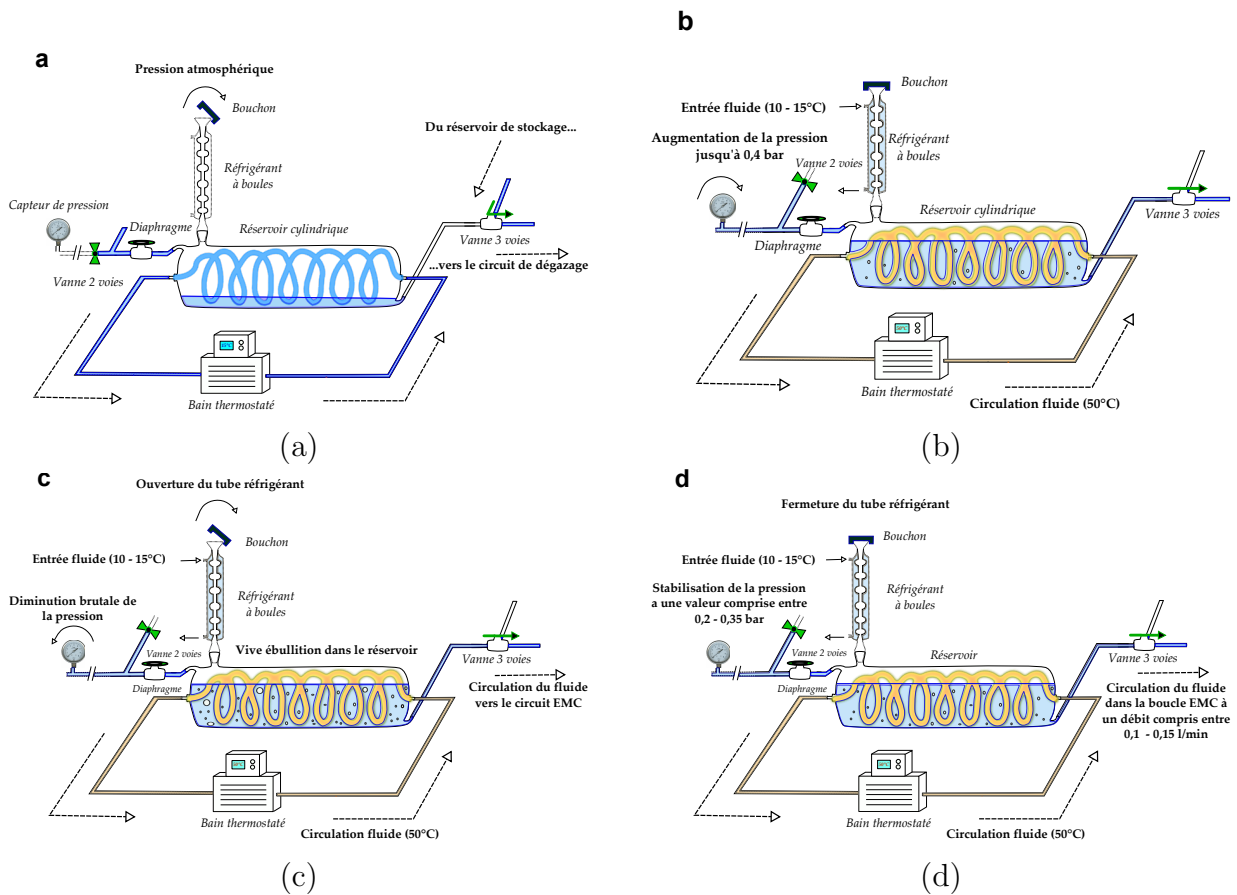 a
Pression atmosphérique
Bouchon
Du réservoir de stockage...
Réfrigérant
à boules
Capteur de pression
Diaphragme
Réservoir cylindrique
Vanne 3 voies
Vanne 2 voies
...vers le circuit de dégazage
Bain thermostaté
(a)
b
Bouchon
Entrée fluide (10 - 15°C)
Augmentation de la pression
jusqu'à 0,4 bar
Vanne 2 voies
Réfrigérant
à boules
Vanne 3 voies
Réservoir cylindrique
Diaphragme
Bain thermostaté
Circulation fluide (50°C)
(b)
c
Ouverture du tube réfrigérant
Bouchon
Entrée fluide (10 - 15°C)
Réfrigérant
à boules
Diminution brutale de
la pression
Vanne 2 voies
Vive ébullition dans le réservoir
Vanne 3 voies
Diaphragme
Circulation du fluide
vers le circuit EMC
Bain thermostaté
Circulation fluide (50°C)
(c)
d
Fermeture du tube réfrigérant
Bouchon
Entrée fluide (10 - 15°C)
Stabilisation de la pression
a une valeur comprise entre
0,2 - 0,35 bar
Réfrigérant
à boules
Vanne 2 voies
Réservoir
Vanne 3 voies
Diaphragme
Circulation du fluide
dans la boucle EMC à
un débit compris entre
0,1 - 0,15 l/min
Bain thermostaté
Circulation fluide (50°C)
(d)